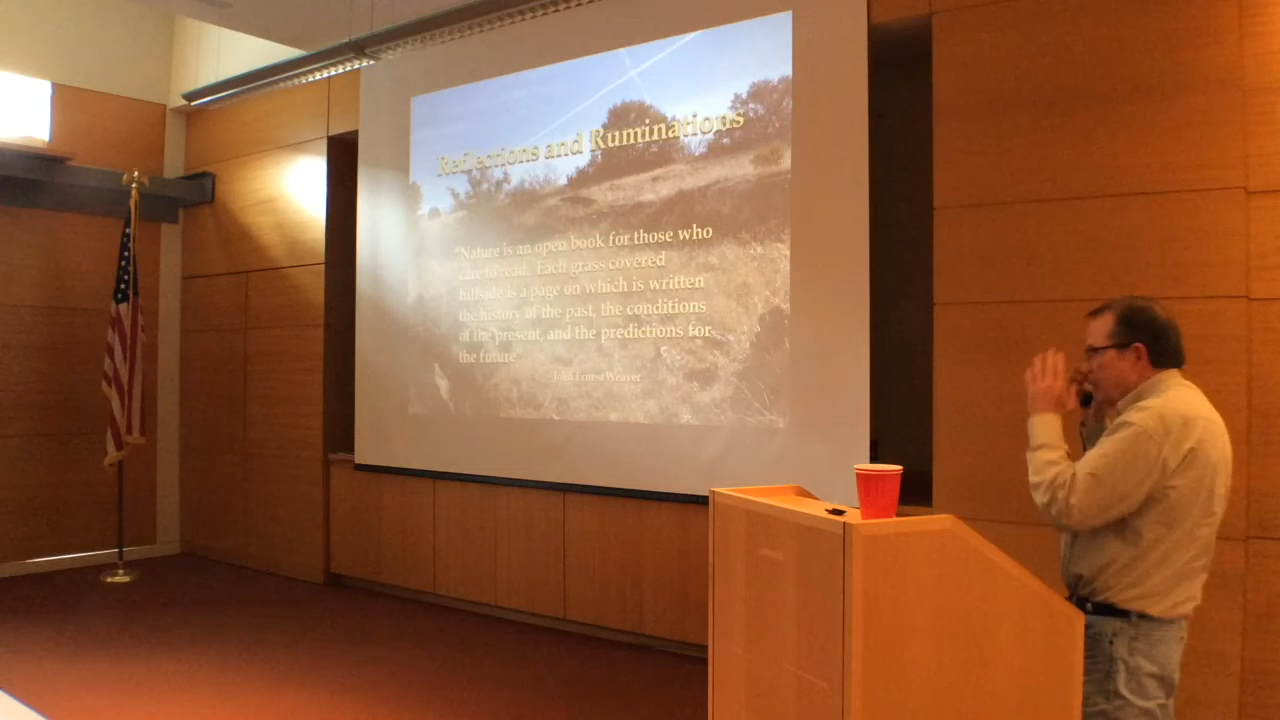 Reflections and Ruminations
"Nature is an open book for those who
care to read. Each grass covered
hillside is a page on which is written
the history of the past, the conditions
of the present, and the predictions for
the future"
—John Ernest Weaver